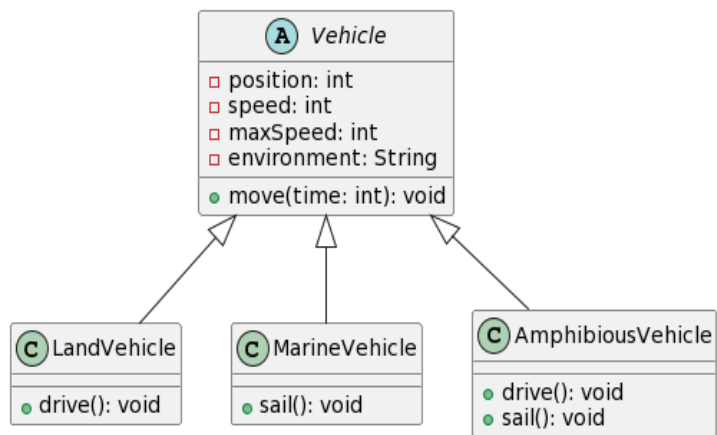 A Vehicle
position: int
speed: int
maxSpeed: int
environment: String
move(time: int): void
C LandVehicle
drive(): void
C MarineVehicle
sail(): void
C AmphibiousVehicle
drive(): void
sail(): void